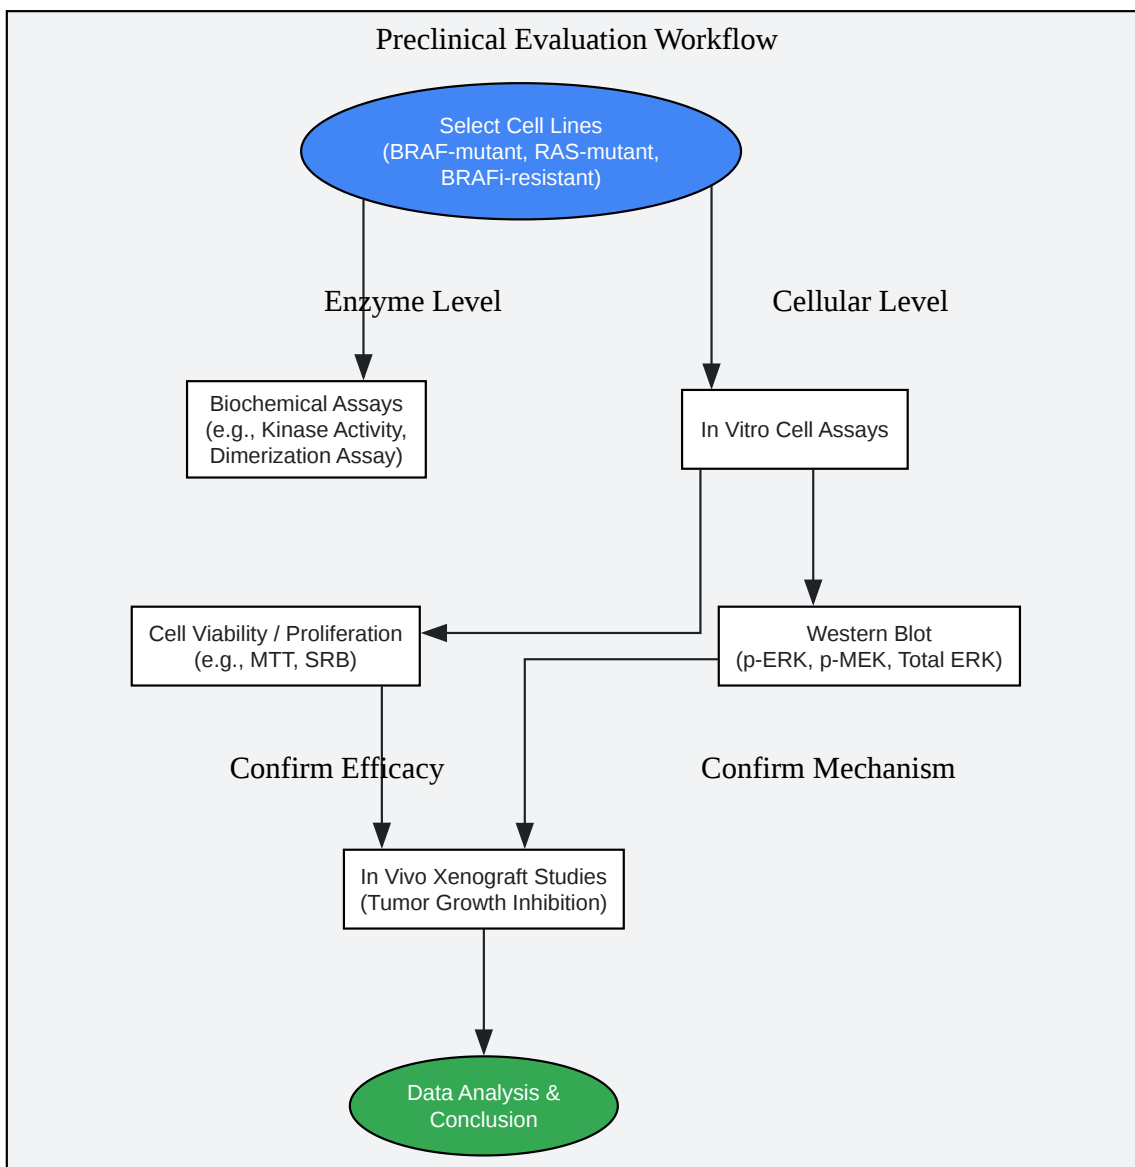 Preclinical Evaluation Workflow
Select Cell Lines
(BRAF-mutant, RAS-mutant,
BRAFi-resistant)
Enzyme Level
Cellular Level
Biochemical Assays
(e.g., Kinase Activity,
Dimerization Assay)
In Vitro Cell Assays
Cell Viability / Proliferation
(e.g., MTT, SRB)
Western Blot
(p-ERK, p-MEK, Total ERK)
Confirm Efficacy
Confirm Mechanism
In Vivo Xenograft Studies
(Tumor Growth Inhibition)
Data Analysis &
Conclusion